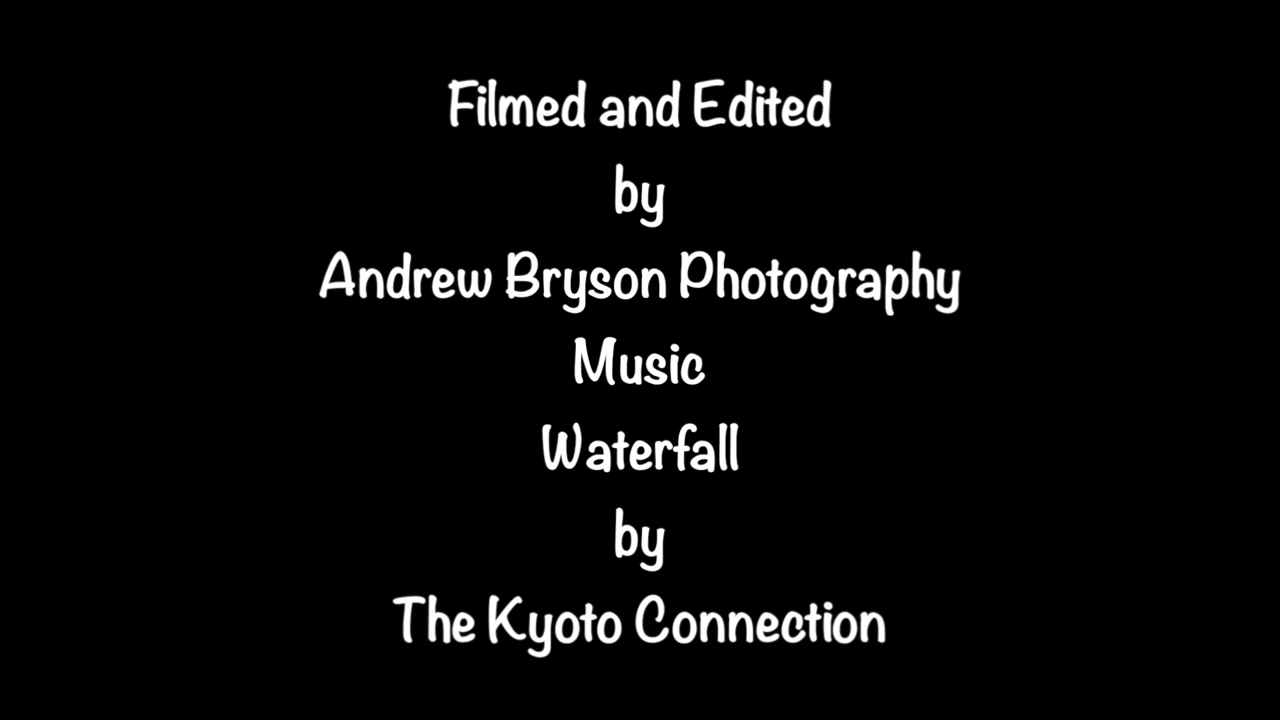 Filmed and Edited
by
Andrew Bryson Photography
Music
Waterfall
by
The Kyoto Connection